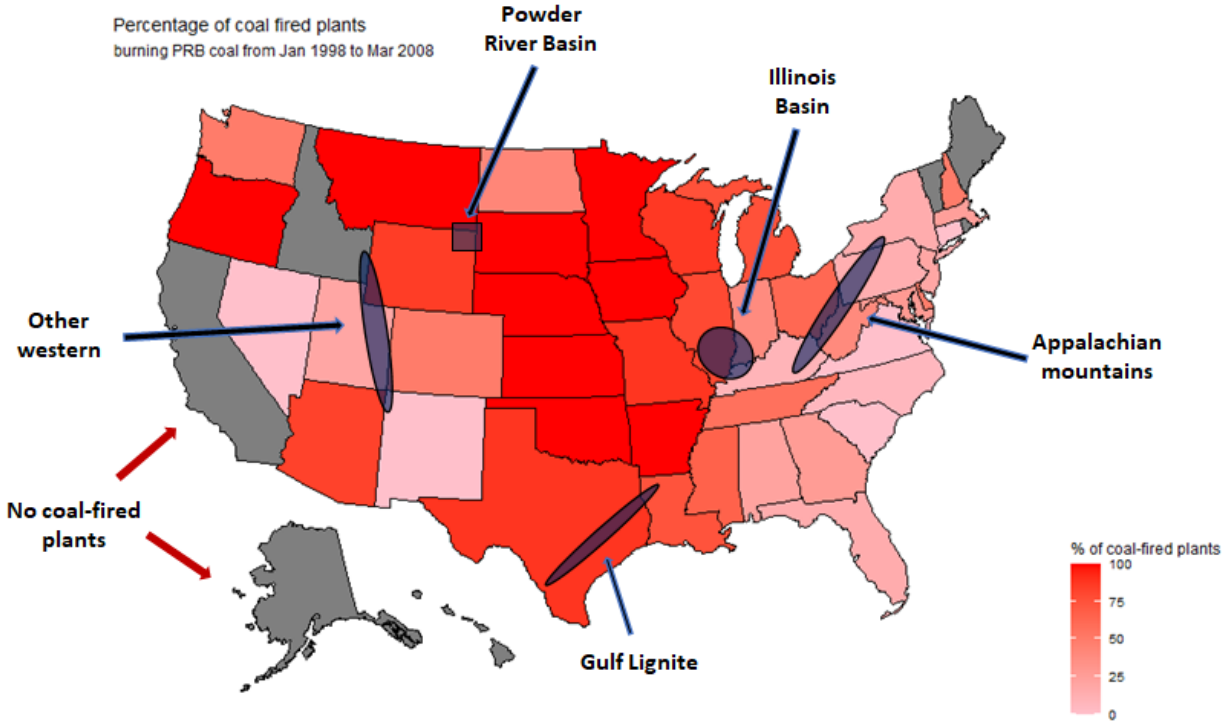 Percentage of coal fired plants
burning PRB coal from Jan 1998 to Mar 2008
Powder
River Basin
Illinois
Basin
Other
western
Appalachian
mountains
No coal-fired
plants
Gulf Lignite
% of coal-fired plants
100
75
50
25
0